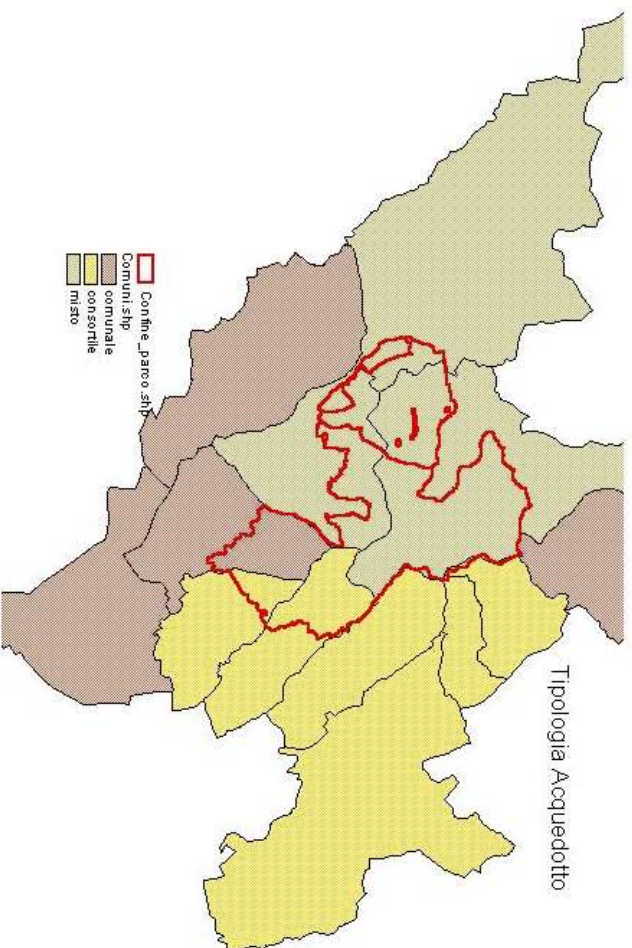 Tipologia Acquedotto
Confine_parco.shp
Comuni.shp
comunale
consortile
misto